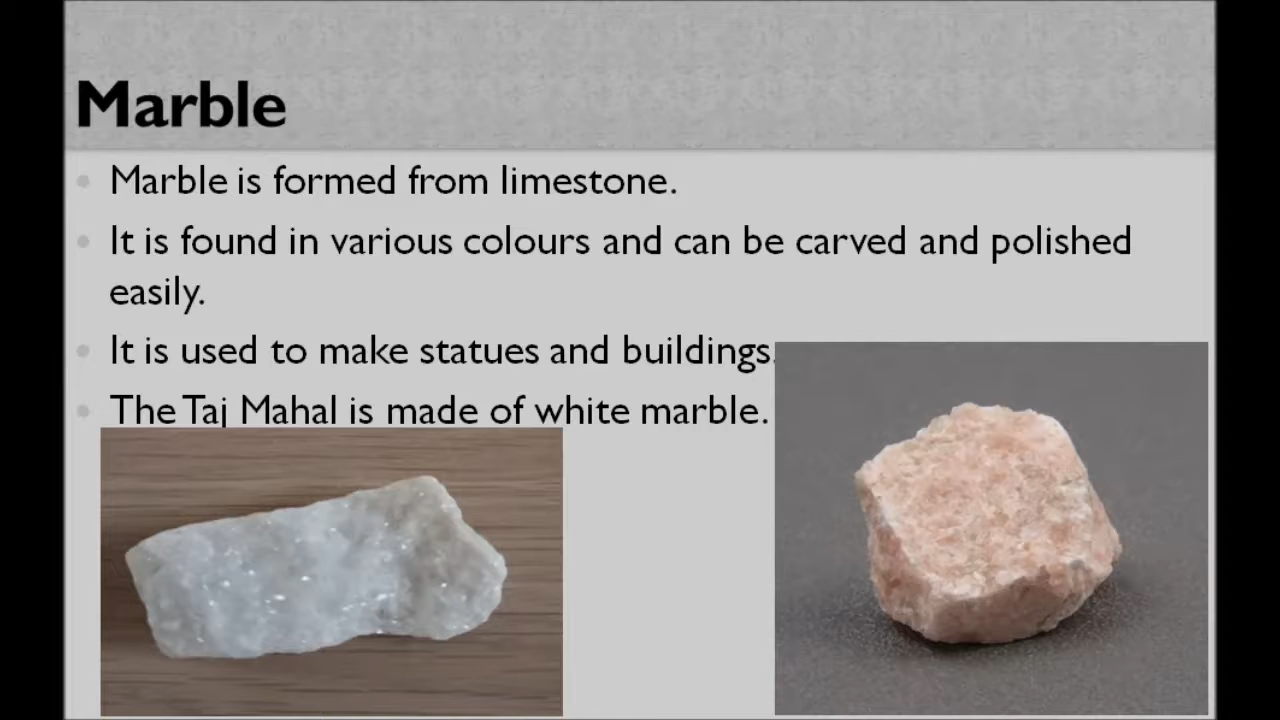 Marble
Marble is formed from limestone.
It is found in various colours and can be carved and polished
easily.
It is used to make statues and buildings.
The Taj Mahal is made of white marble.